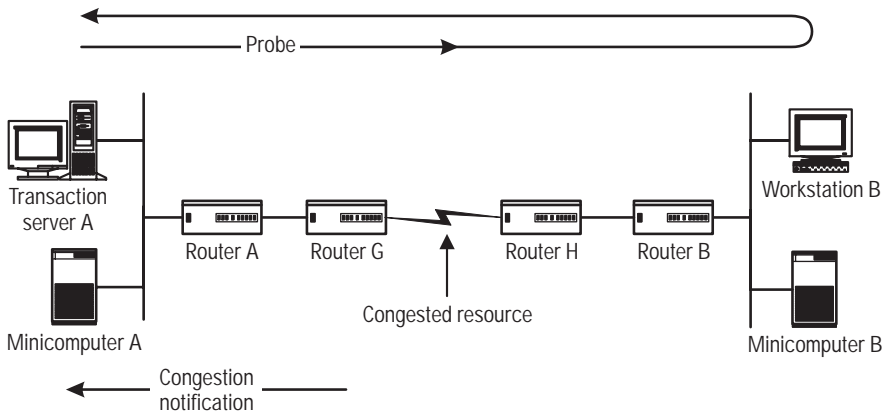 Probe
Transaction
server A
Workstation B
Router A
Router G
Router H
Router B
Congested resource
Minicomputer A
Minicomputer B
Congestion
notification